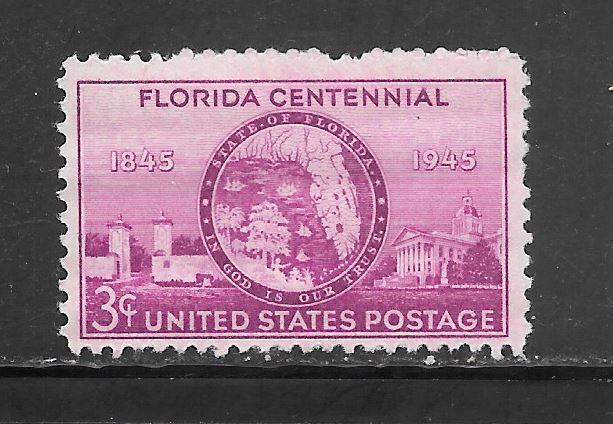 FLORIDA CENTENNIAL
1845
1945
STATE · OF · FLORIDA.
IN GOD IS OUR TRUST.
3¢ UNITED STATES POSTAGE